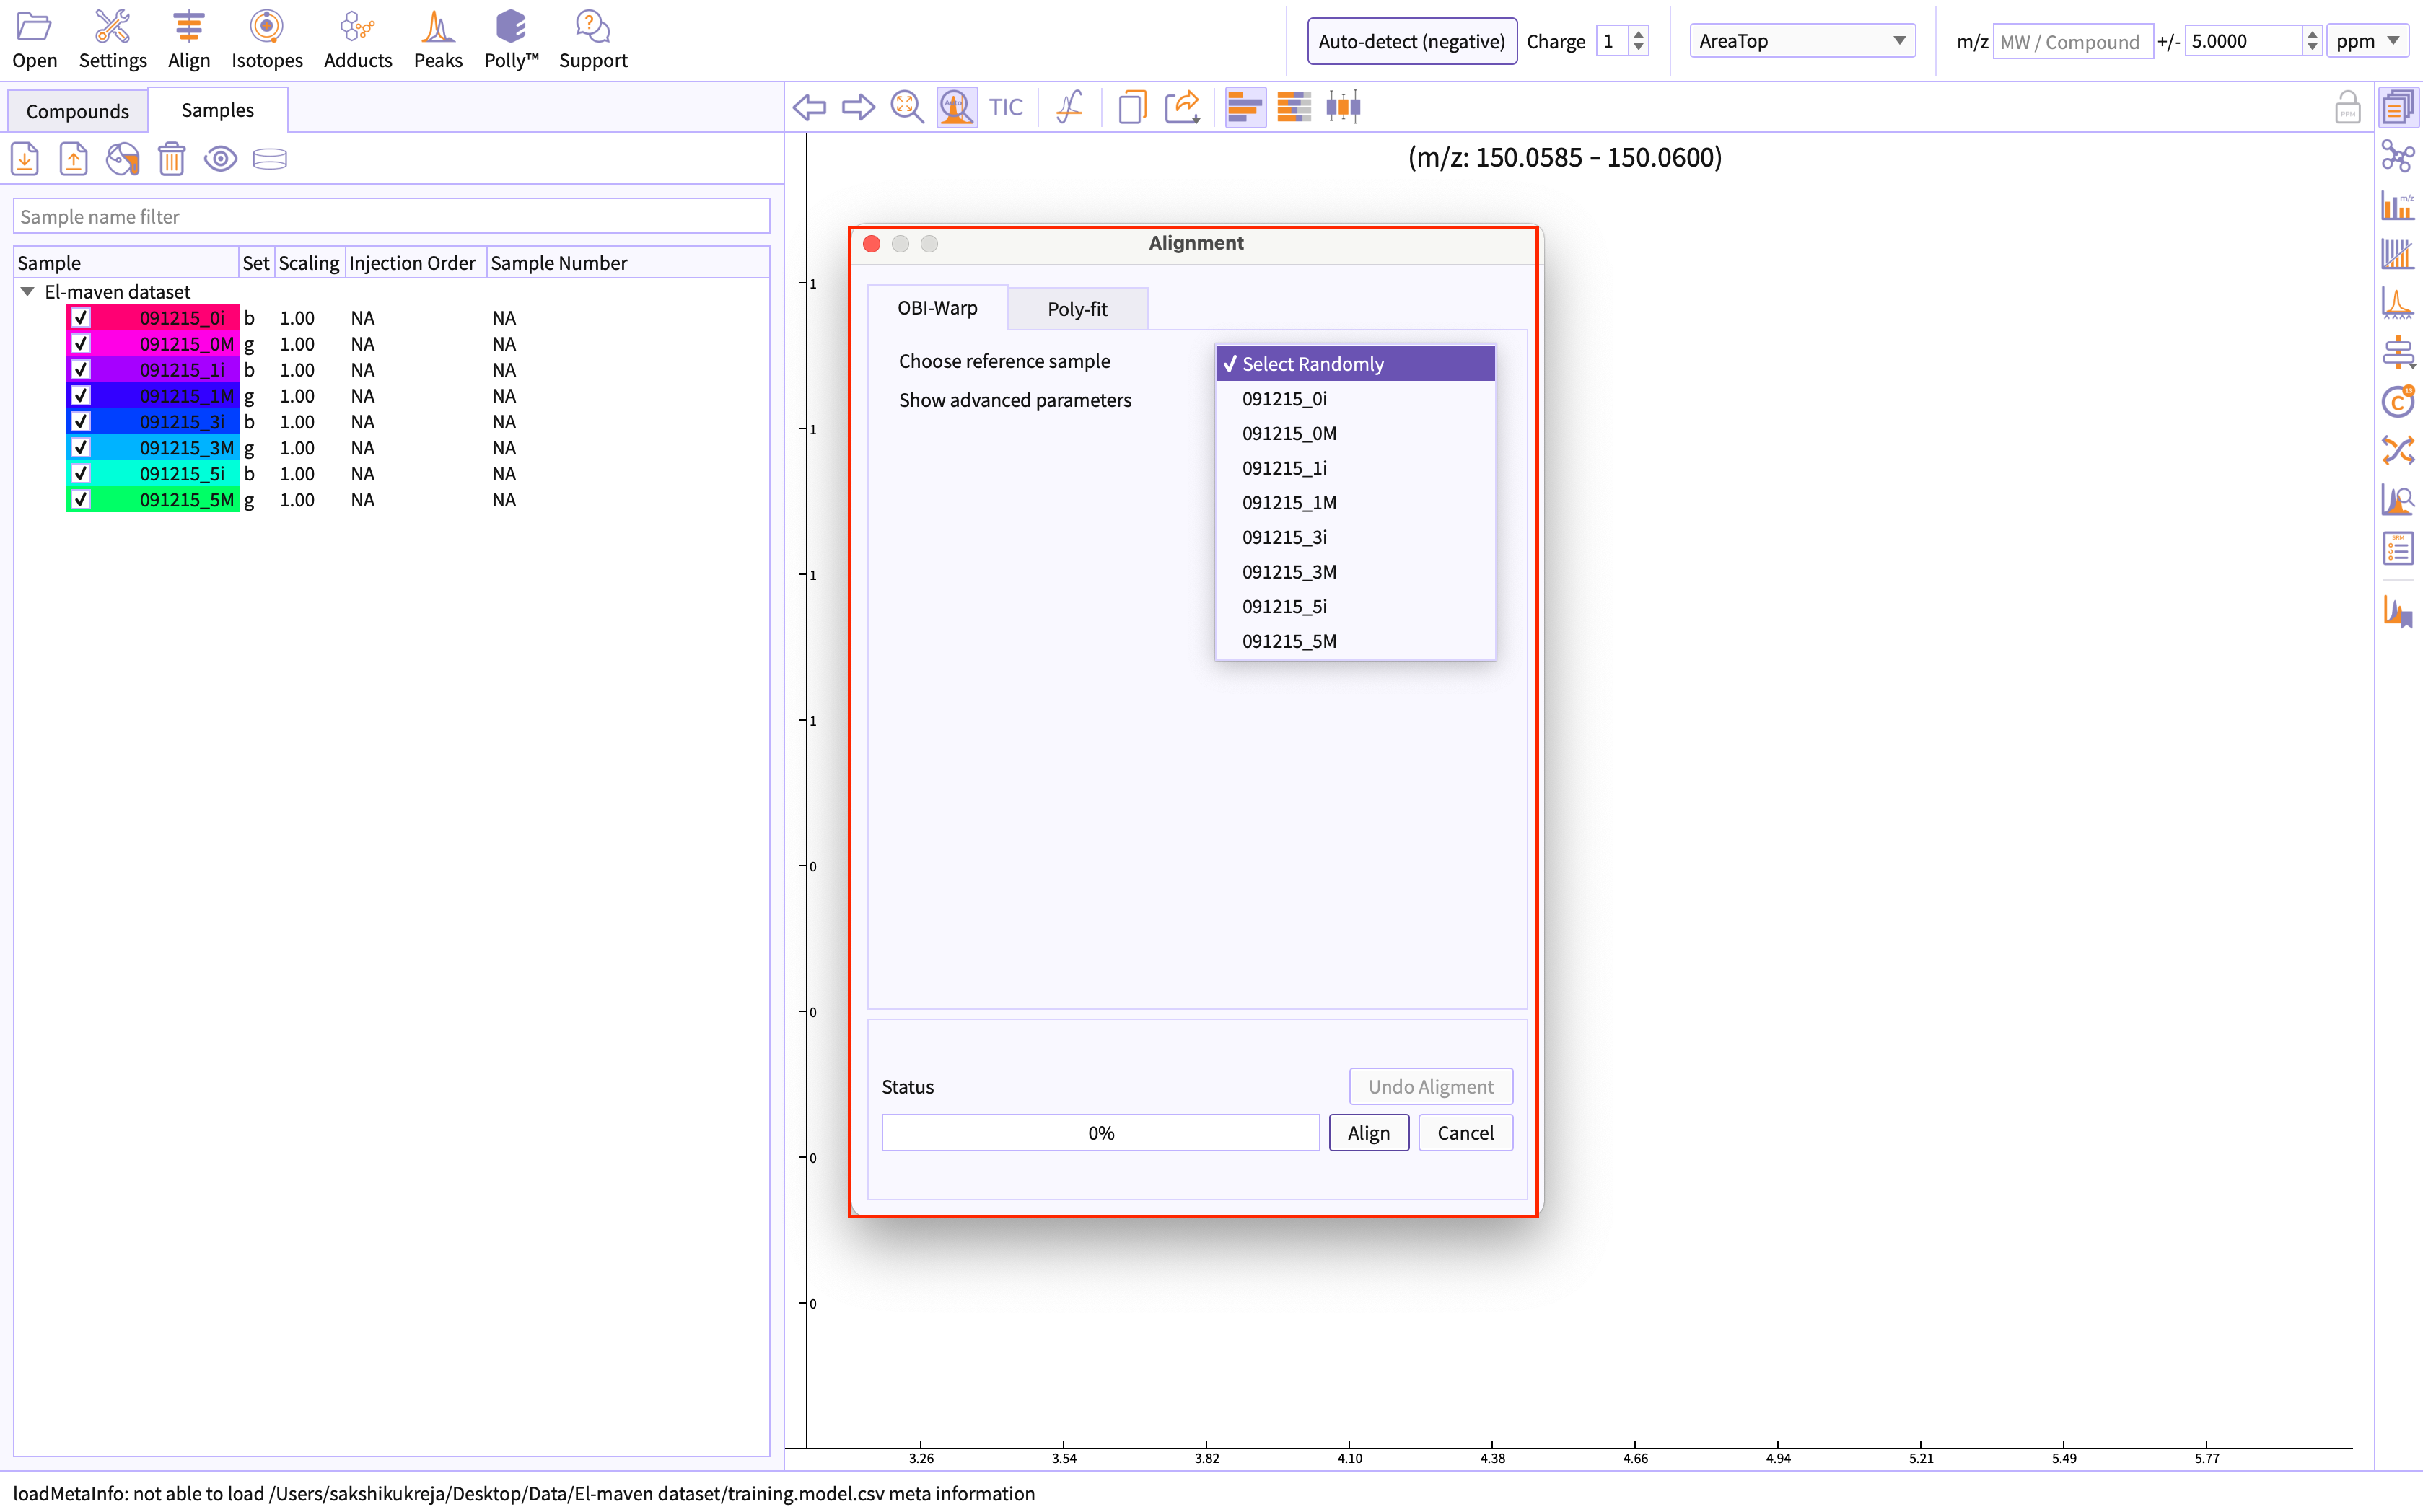 Open Settings Align Isotopes Adducts Peaks Polly™ Support
Auto-detect (negative) Charge 1 AreaTop m/z MW / Compound +/- 5.0000 ppm
Compounds Samples
Auto TIC
PPM
Sample name filter
Sample Set Scaling Injection Order Sample Number
El-maven dataset
091215_0i b 1.00 NA NA
091215_0M g 1.00 NA NA
091215_1i b 1.00 NA NA
091215_1M g 1.00 NA NA
091215_3i b 1.00 NA NA
091215_3M g 1.00 NA NA
091215_5i b 1.00 NA NA
091215_5M g 1.00 NA NA
(m/z: 150.0585 – 150.0600)
1
1
1
1
0
0
0
0
3.26 3.54 3.82 4.10 4.38 4.66 4.94 5.21 5.49 5.77
Alignment
OBI-Warp Poly-fit
Choose reference sample
Show advanced parameters
✓ Select Randomly
091215_0i
091215_0M
091215_1i
091215_1M
091215_3i
091215_3M
091215_5i
091215_5M
Status Undo Aligment
0% Align Cancel
m/z
C 13
SRM
loadMetaInfo: not able to load /Users/sakshikukreja/Desktop/Data/El-maven dataset/training.model.csv meta information